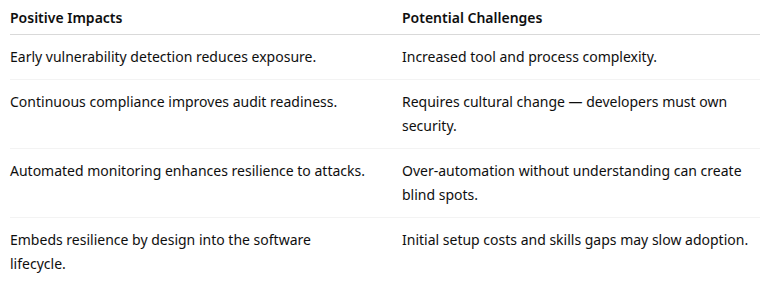 Positive Impacts
Potential Challenges
Early vulnerability detection reduces exposure.
Increased tool and process complexity.
Continuous compliance improves audit readiness.
Requires cultural change — developers must own
security.
Automated monitoring enhances resilience to attacks.
Over-automation without understanding can create
blind spots.
Embeds resilience by design into the software
lifecycle.
Initial setup costs and skills gaps may slow adoption.